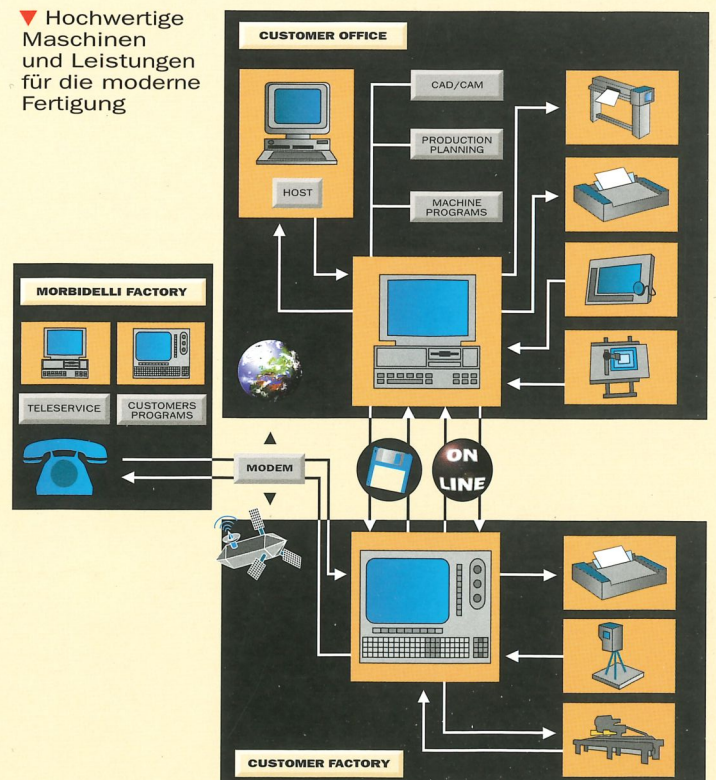 ▼ Hochwertige
Maschinen
und Leistungen
für die moderne
Fertigung
CUSTOMER OFFICE
CAD/CAM
PRODUCTION
PLANNING
HOST
MACHINE
PROGRAMS
MORBIDELLI FACTORY
TELESERVICE
CUSTOMERS
PROGRAMS
MODEM
ON
LINE
CUSTOMER FACTORY